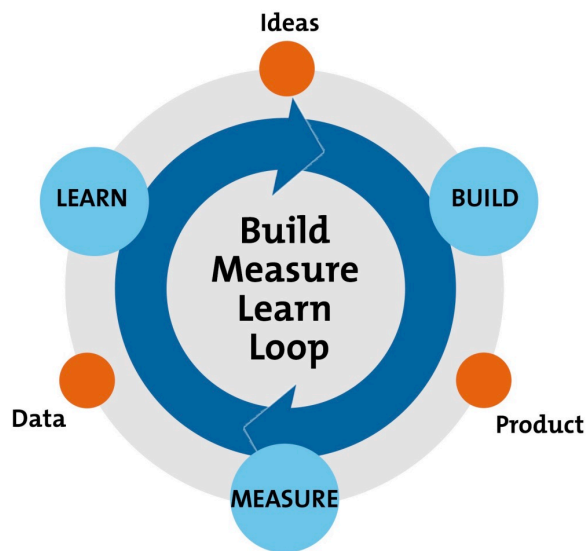 Ideas
LEARN
BUILD
Build
Measure
Learn
Loop
Data
Product
MEASURE